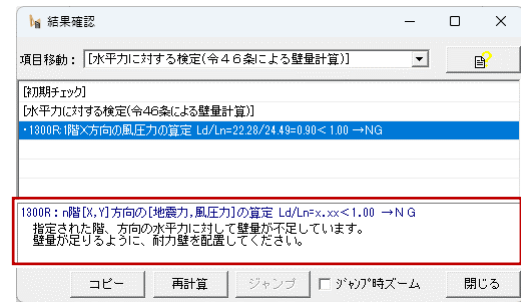 結果確認
項目移動： [水平力に対する検定(令４６条による壁量計算)]
[初期チェック]
[水平力に対する検定(令46条による壁量計算)]
・1300R:1階X方向の風圧力の算定 Ld/Ln=22.28/24.49=0.90＜1.00 →NG
1300R：n階[X,Y]方向の[地震力,風圧力]の算定 Ld/Ln=x.xx＜1.00 →ＮＧ
指定された階、方向の水平力に対して壁量が不足しています。
壁量が足りるように、耐力壁を配置してください。
コピー 再計算 ジャンプ ジャンプ時ズーム 閉じる